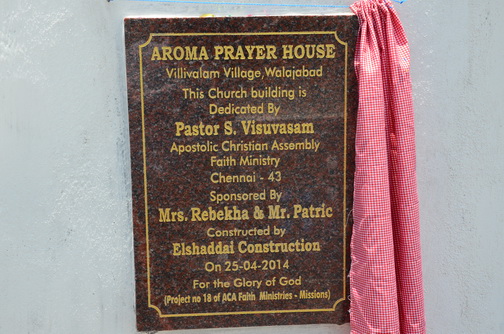 AROMA PRAYER HOUSE
Villivalam Village,Walajabad
This Church building is
Dedicated By
Pastor S. Visuvasam
Apostolic Christian Assembly
Faith Ministry
Chennai - 43
Sponsored By
Mrs. Rebekha & Mr. Patric
Constructed by
Elshaddai Construction
On 25-04-2014
For the Glory of God
(Project no 18 of ACA Faith Ministries - Missions)